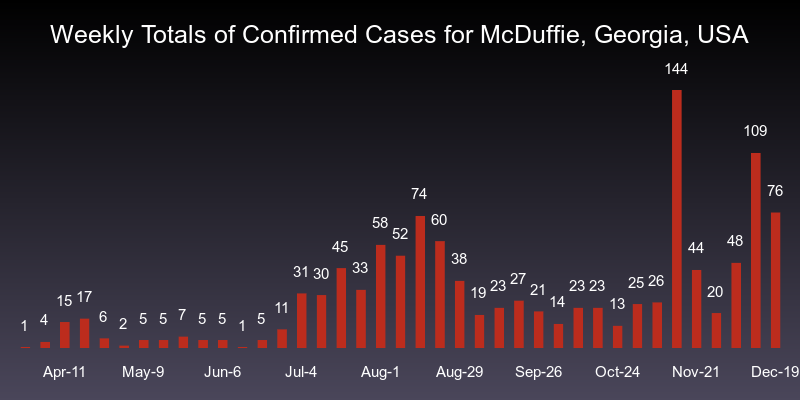 Weekly Totals of Confirmed Cases for McDuffie, Georgia, USA
1 4 15 17 6 2 5 5 7 5 5 1 5 11 31 30 45 33 58 52 74 60 38 19 23 27 21 14 23 23 13 25 26 144 44 20 48 109 76
Apr-11 May-9 Jun-6 Jul-4 Aug-1 Aug-29 Sep-26 Oct-24 Nov-21 Dec-19